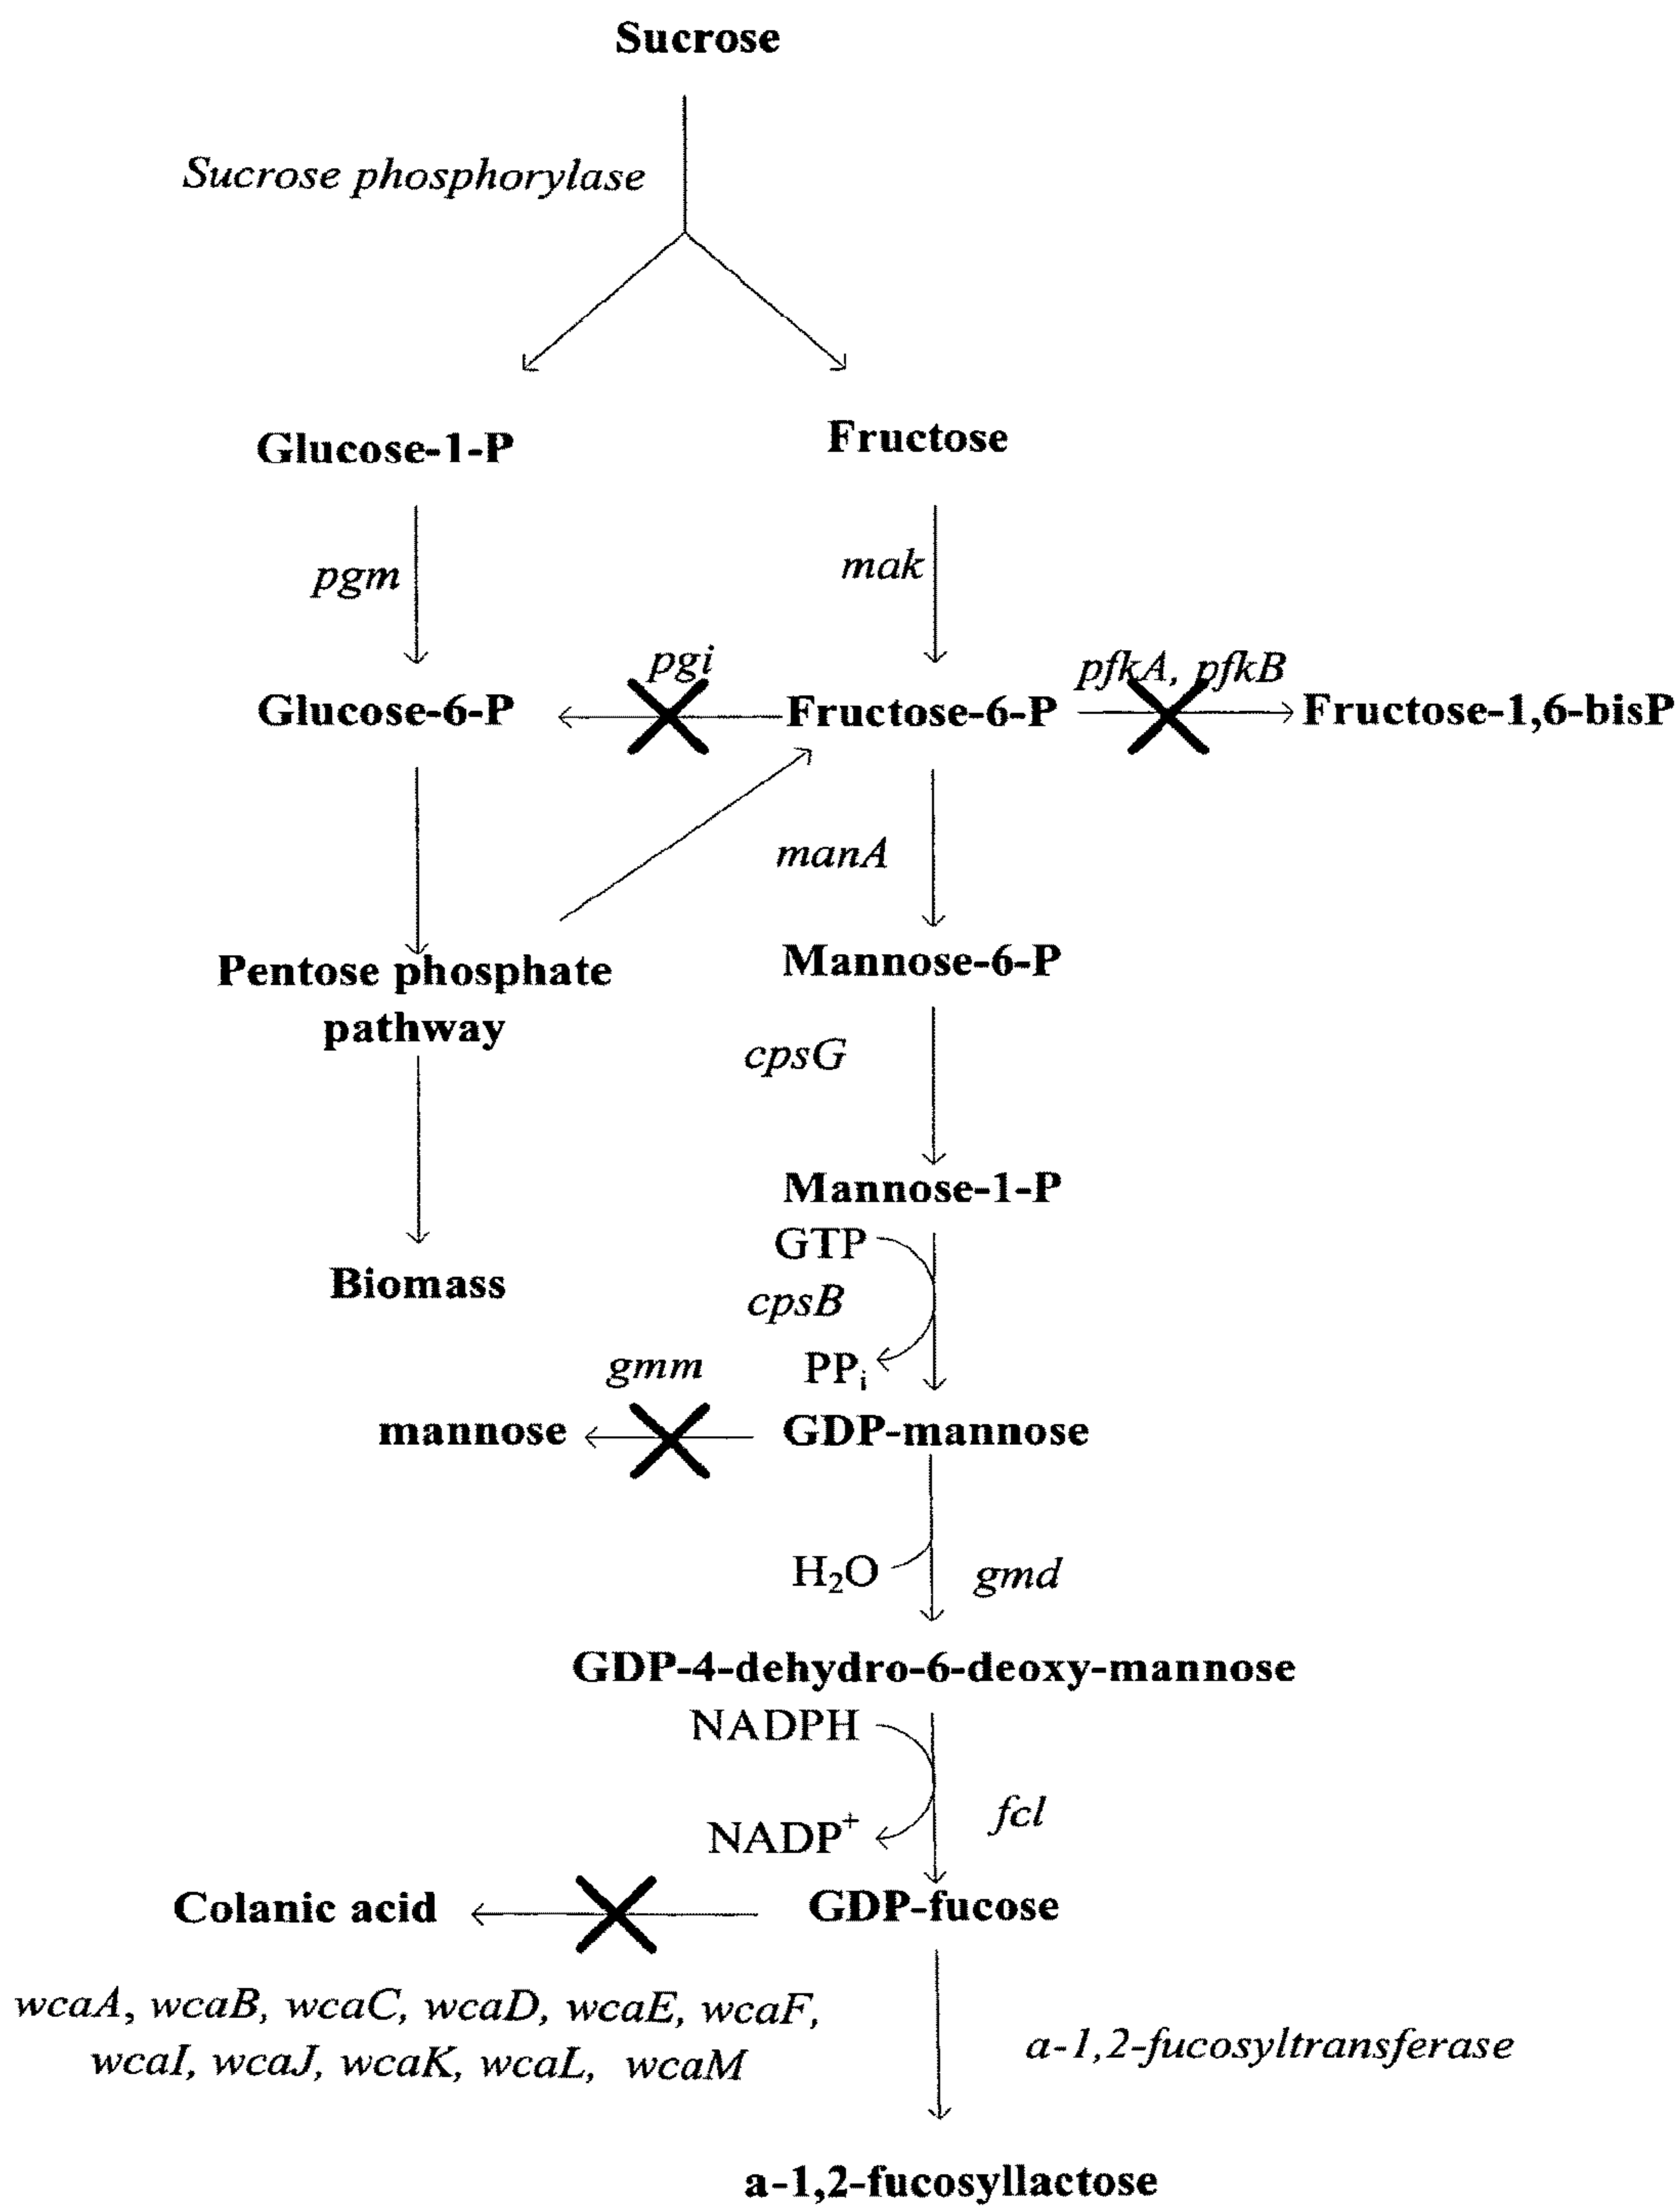 Sucrose
Sucrose phosphorylase
Glucose-1-P
Fructose
pgm
mak
pgi
pfkA, pfkB
Glucose-6-P
Fructose-6-P
Fructose-1,6-bisP
manA
Pentose phosphate
pathway
Mannose-6-P
cpsG
Mannose-1-P
GTP
Biomass
cpsB
PPi
gmm
mannose
GDP-mannose
H2O
gmd
GDP-4-dehydro-6-deoxy-mannose
NADPH
fcl
NADP+
Colanic acid
GDP-fucose
wcaA, wcaB, wcaC, wcaD, wcaE, wcaF,
wcaI, wcaJ, wcaK, wcaL, wcaM
a-1,2-fucosyltransferase
a-1,2-fucosyllactose